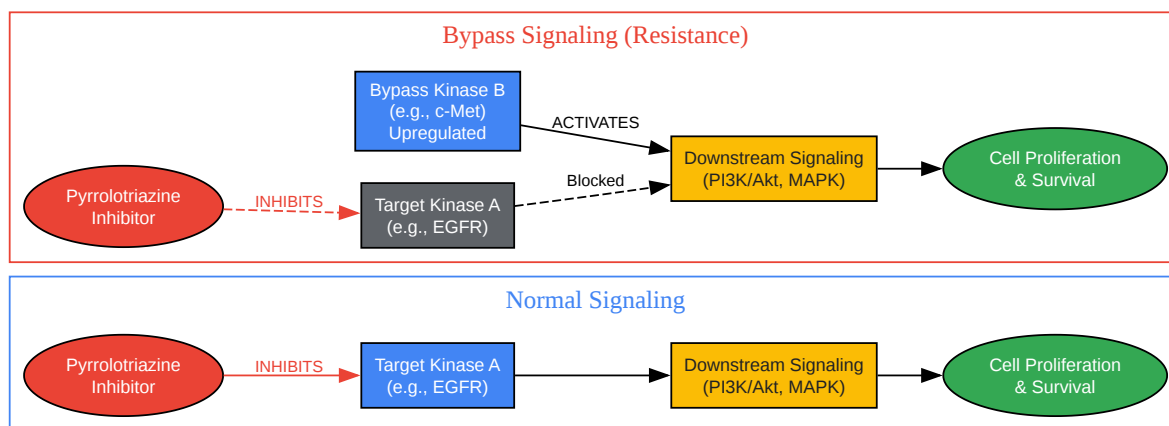 Bypass Signaling (Resistance)
Bypass Kinase B
(e.g., c-Met)
Upregulated
ACTIVATES
Downstream Signaling
(PI3K/Akt, MAPK)
Cell Proliferation
& Survival
Pyrrolotriazine
Inhibitor
INHIBITS
Target Kinase A
(e.g., EGFR)
Blocked
Normal Signaling
Pyrrolotriazine
Inhibitor
INHIBITS
Target Kinase A
(e.g., EGFR)
Downstream Signaling
(PI3K/Akt, MAPK)
Cell Proliferation
& Survival